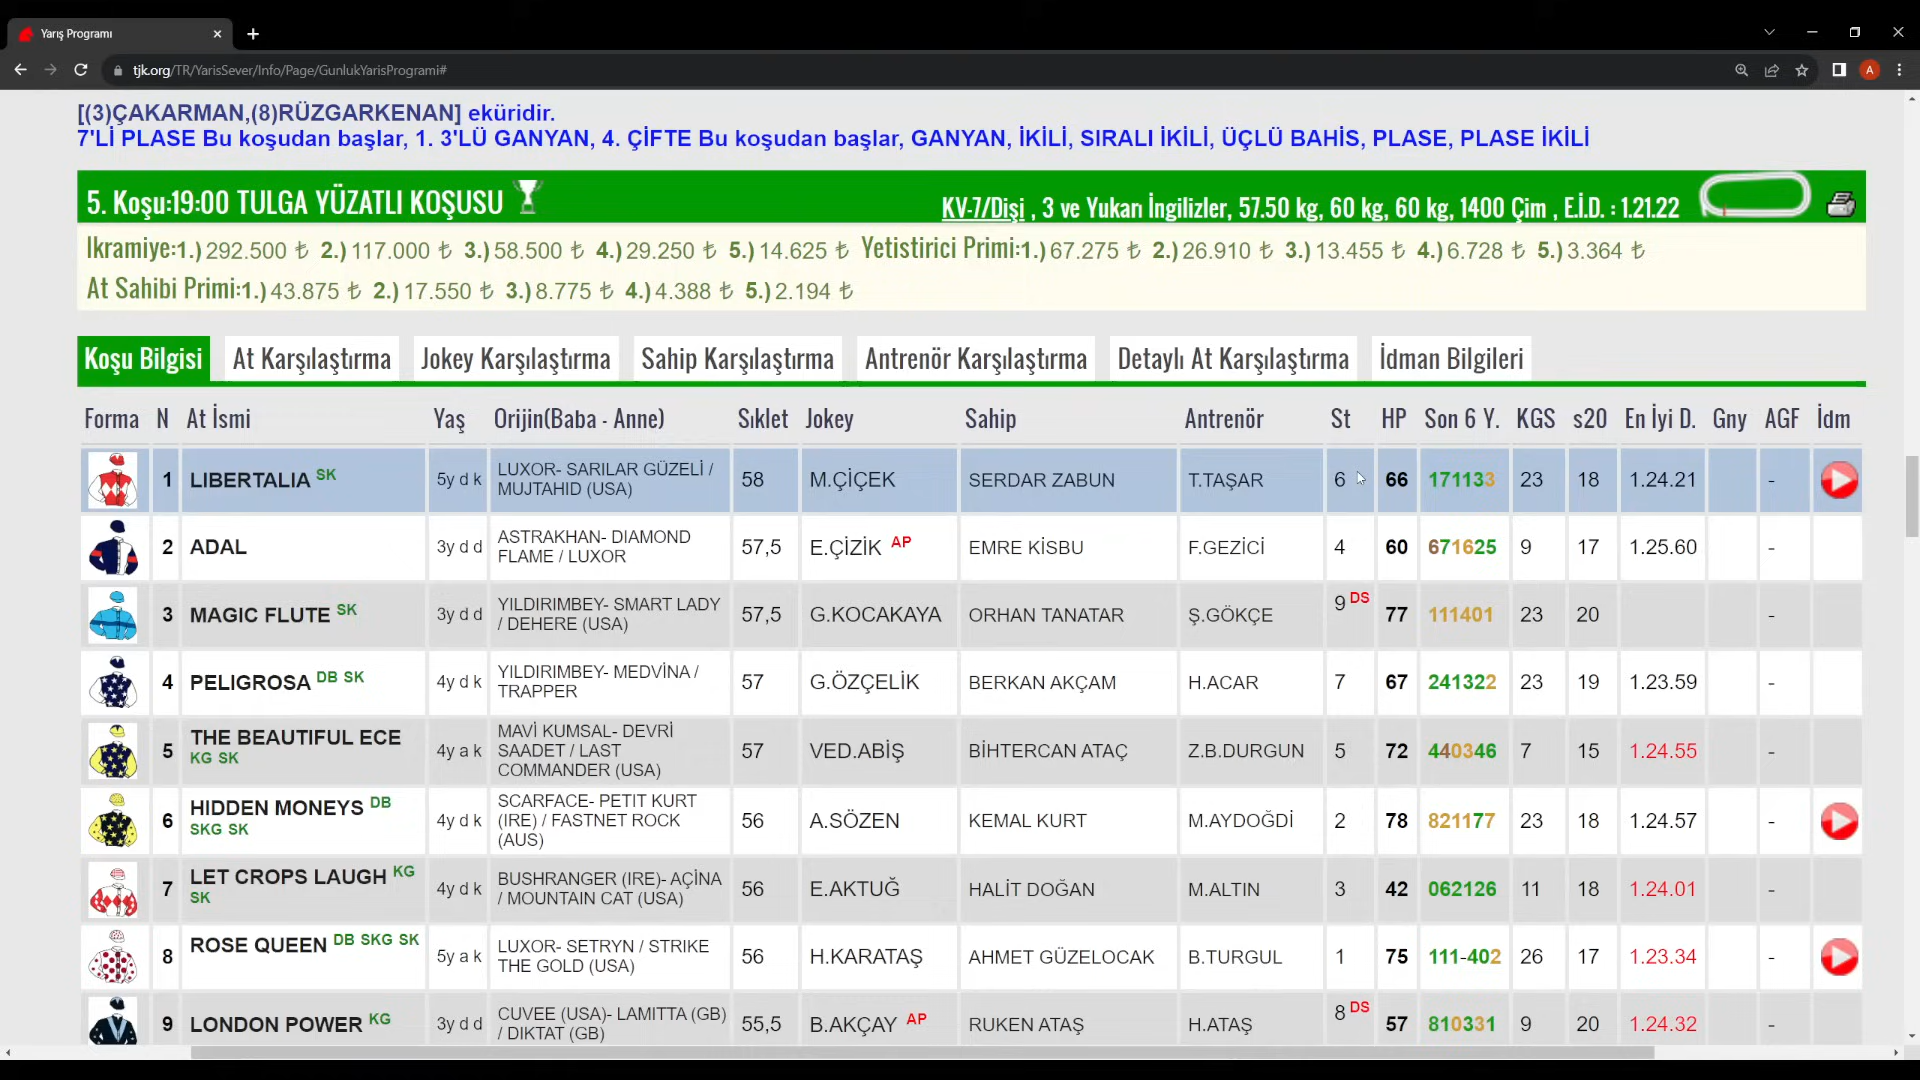 Yarış Programı
tjk.org/TR/YarisSever/Info/Page/GunlukYarisProgrami#
A
[(3)ÇAKARMAN,(8)RÜZGARKENAN] eküridir.
7'Lİ PLASE Bu koşudan başlar, 1. 3'LÜ GANYAN, 4. ÇİFTE Bu koşudan başlar, GANYAN, İKİLİ, SIRALI İKİLİ, ÜÇLÜ BAHİS, PLASE, PLASE İKİLİ
5. Koşu:19:00 TULGA YÜZATLI KOŞUSU
KV-7/Dişi , 3 ve Yukarı İngilizler, 57.50 kg, 60 kg, 60 kg, 1400 Çim , E.İ.D. : 1.21.22
Ikramiye:1.) 292.500 ₺ 2.) 117.000 ₺ 3.) 58.500 ₺ 4.) 29.250 ₺ 5.) 14.625 ₺ Yetistirici Primi:1.) 67.275 ₺ 2.) 26.910 ₺ 3.) 13.455 ₺ 4.) 6.728 ₺ 5.) 3.364 ₺
At Sahibi Primi:1.) 43.875 ₺ 2.) 17.550 ₺ 3.) 8.775 ₺ 4.) 4.388 ₺ 5.) 2.194 ₺
Koşu Bilgisi At Karşılaştırma Jokey Karşılaştırma Sahip Karşılaştırma Antrenör Karşılaştırma Detaylı At Karşılaştırma İdman Bilgileri
Forma N At İsmi Yaş Orijin(Baba - Anne) Sıklet Jokey Sahip Antrenör St HP Son 6 Y. KGS s20 En İyi D. Gny AGF İdm
1 LIBERTALIA SK 5y d k LUXOR- SARILAR GÜZELİ / MUJTAHID (USA) 58 M.ÇİÇEK SERDAR ZABUN T.TAŞAR 6 66 171133 23 18 1.24.21 -
2 ADAL 3y d d ASTRAKHAN- DIAMOND FLAME / LUXOR 57,5 E.ÇİZİK AP EMRE KİSBU F.GEZİCİ 4 60 671625 9 17 1.25.60 -
3 MAGIC FLUTE SK 3y d d YILDIRIMBEY- SMART LADY / DEHERE (USA) 57,5 G.KOCAKAYA ORHAN TANATAR Ş.GÖKÇE 9 DS 77 111401 23 20 -
4 PELIGROSA DB SK 4y d k YILDIRIMBEY- MEDVİNA / TRAPPER 57 G.ÖZÇELİK BERKAN AKÇAM H.ACAR 7 67 241322 23 19 1.23.59 -
5 THE BEAUTIFUL ECE KG SK 4y a k MAVİ KUMSAL- DEVRİ SAADET / LAST COMMANDER (USA) 57 VED.ABİŞ BİHTERCAN ATAÇ Z.B.DURGUN 5 72 440346 7 15 1.24.55 -
6 HIDDEN MONEYS DB SKG SK 4y d k SCARFACE- PETIT KURT (IRE) / FASTNET ROCK (AUS) 56 A.SÖZEN KEMAL KURT M.AYDOĞDİ 2 78 821177 23 18 1.24.57 -
7 LET CROPS LAUGH KG SK 4y d k BUSHRANGER (IRE)- AÇİNA / MOUNTAIN CAT (USA) 56 E.AKTUĞ HALİT DOĞAN M.ALTIN 3 42 062126 11 18 1.24.01 -
8 ROSE QUEEN DB SKG SK 5y a k LUXOR- SETRYN / STRIKE THE GOLD (USA) 56 H.KARATAŞ AHMET GÜZELOCAK B.TURGUL 1 75 111-402 26 17 1.23.34 -
9 LONDON POWER KG 3y d d CUVEE (USA)- LAMITTA (GB) / DIKTAT (GB) 55,5 B.AKÇAY AP RUKEN ATAŞ H.ATAŞ 8 DS 57 810331 9 20 1.24.32 -